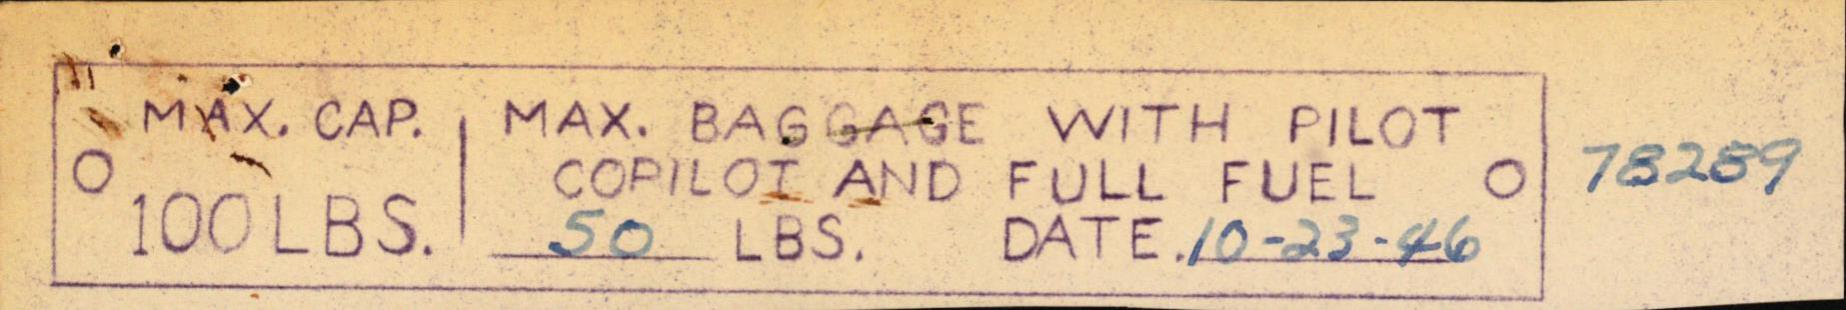 MAX. CAP.
100 LBS.
MAX. BAGGAGE WITH PILOT
COPILOT AND FULL FUEL
50 LBS. DATE. 10-23-46
78289